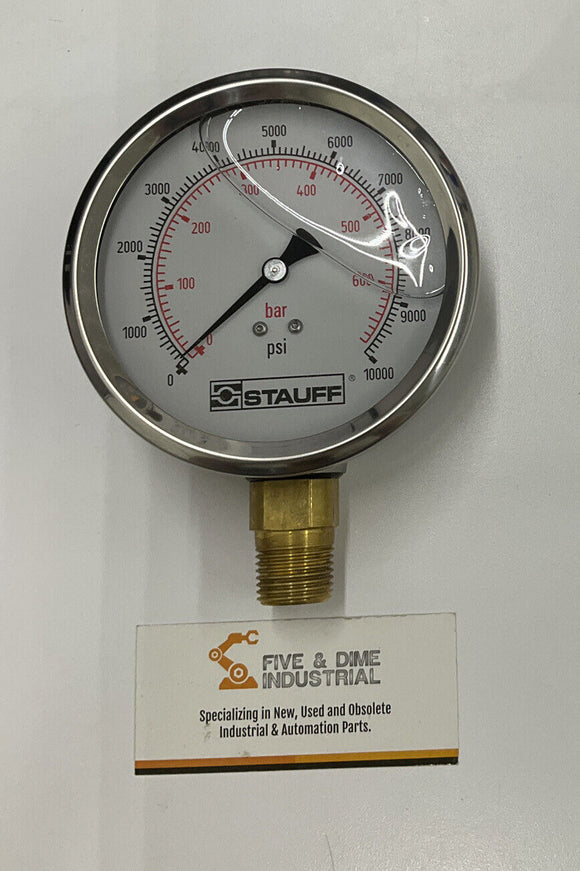 5000
4000
6000
3000
7000
300
400
200
500
2000
8000
100
600
1000
9000
bar
0
psi
0
10000
STAUFF®
FIVE & DIME
INDUSTRIAL
Specializing in New, Used and Obsolete
Industrial & Automation Parts.